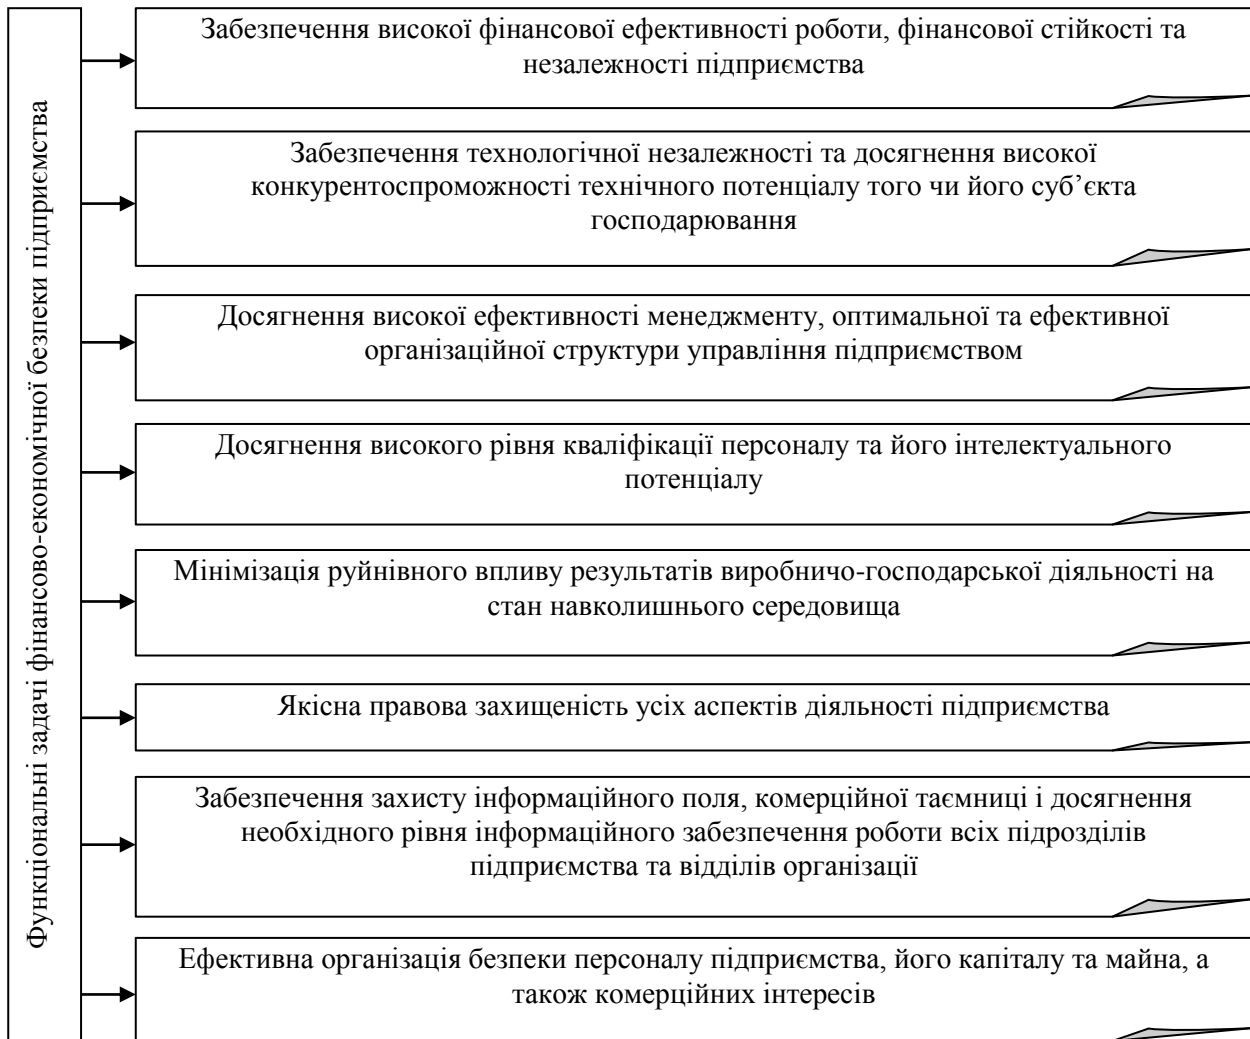 Функціональні задачі фінансово-економічної безпеки підприємства
Забезпечення високої фінансової ефективності роботи, фінансової стійкості та
незалежності підприємства
Забезпечення технологічної незалежності та досягнення високої
конкурентоспроможності технічного потенціалу того чи його суб’єкта
господарювання
Досягнення високої ефективності менеджменту, оптимальної та ефективної
організаційної структури управління підприємством
Досягнення високого рівня кваліфікації персоналу та його інтелектуального
потенціалу
Мінімізація руйнівного впливу результатів виробничо-господарської діяльності на
стан навколишнього середовища
Якісна правова захищеність усіх аспектів діяльності підприємства
Забезпечення захисту інформаційного поля, комерційної таємниці і досягнення
необхідного рівня інформаційного забезпечення роботи всіх підрозділів
підприємства та відділів організації
Ефективна організація безпеки персоналу підприємства, його капіталу та майна, а
також комерційних інтересів